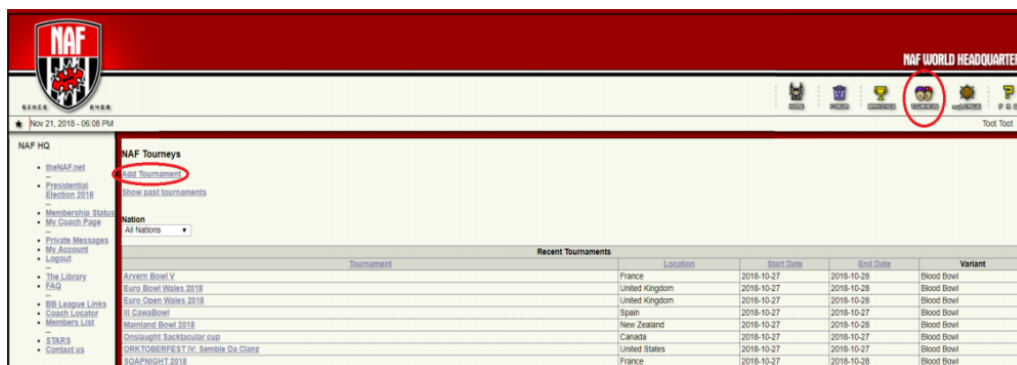 NAF
SINCE
NAF WORLD HEADQUARTER
HOME
FORUM
TOURNEYS
Nov 21, 2018 - 06:08 PM
Toot Toot
NAF HQ
theNAF.net
--
Presidential
Election 2018
--
Membership Status
My Coach Page
--
Private Messages
My Account
Logout
--
The Library
FAQ
--
BB League Links
Coach Locator
Members List
--
STARS
Contact us
NAF Tourneys
Add Tournament
Show past tournaments
Nation
All Nations
Recent Tournaments
Tournament Location Start Date End Date Variant
Arvern Bowl V France 2018-10-27 2018-10-28 Blood Bowl
Euro Bowl Wales 2018 United Kingdom 2018-10-27 2018-10-28 Blood Bowl
Euro Open Wales 2018 United Kingdom 2018-10-27 2018-10-28 Blood Bowl
III CawaBowl Spain 2018-10-27 2018-10-27 Blood Bowl
Mainland Bowl 2018 New Zealand 2018-10-27 2018-10-28 Blood Bowl
Onslaught Sacktacular cup Canada 2018-10-27 2018-10-27 Blood Bowl
ORKTOBERFEST IV: Semble Da Clanz United States 2018-10-27 2018-10-28 Blood Bowl
SOAPNIGHT 2018 France 2018-10-27 2018-10-28 Blood Bowl